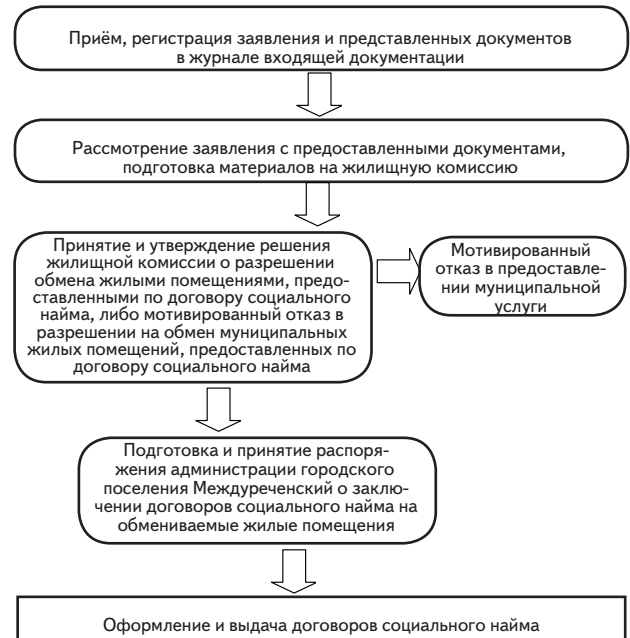 Приём, регистрация заявления и представленных документов
в журнале входящей документации
Рассмотрение заявления с предоставленными документами,
подготовка материалов на жилищную комиссию
Принятие и утверждение решения
жилищной комиссии о разрешении
обмена жилыми помещениями, предо-
ставленными по договору социального
найма, либо мотивированный отказ в
разрешении на обмен муниципальных
жилых помещений, предоставленных по
договору социального найма
Мотивированный
отказ в предоставле-
нии муниципальной
услуги
Подготовка и принятие распоря-
жения администрации городского
поселения Междуреченский о заклю-
чении договоров социального найма на
обмениваемые жилые помещения
Оформление и выдача договоров социального найма